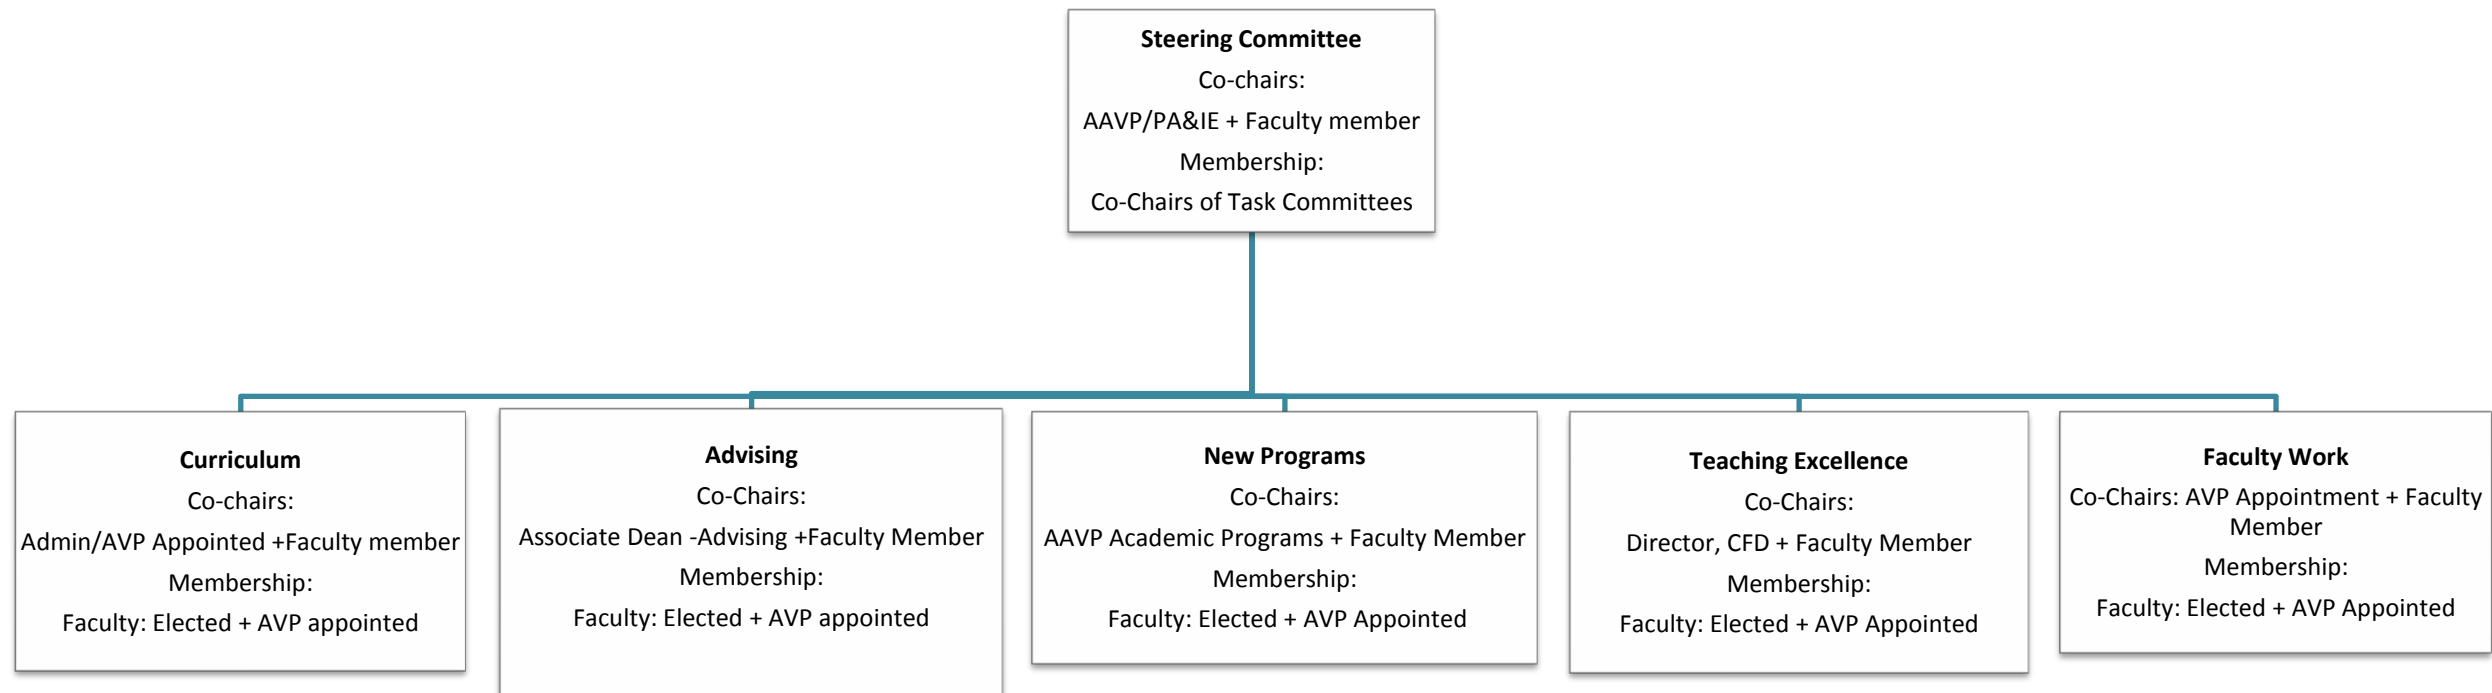 Steering Committee
Co-chairs:
AAVP/PA&IE + Faculty member
Membership:
Co-Chairs of Task Committees
Curriculum
Co-chairs:
Admin/AVP Appointed +Faculty member
Membership:
Faculty: Elected + AVP appointed
Advising
Co-Chairs:
Associate Dean -Advising +Faculty Member
Membership:
Faculty: Elected + AVP appointed
New Programs
Co-Chairs:
AAVP Academic Programs + Faculty Member
Membership:
Faculty: Elected + AVP Appointed
Teaching Excellence
Co-Chairs:
Director, CFD + Faculty Member
Membership:
Faculty: Elected + AVP Appointed
Faculty Work
Co-Chairs: AVP Appointment + Faculty
Member
Membership:
Faculty: Elected + AVP Appointed